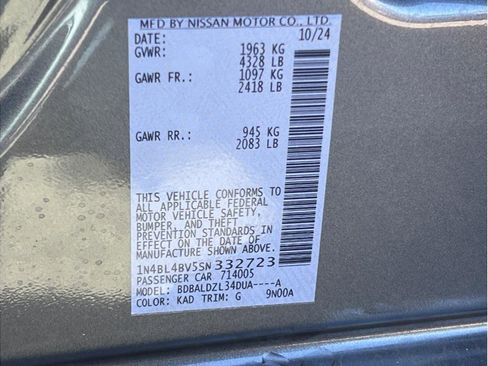 MFD BY NISSAN MOTOR CO., LTD.
DATE: 10/24
GVWR: 1963 KG
4328 LB
GAWR FR.: 1097 KG
2418 LB
GAWR RR.: 945 KG
2083 LB
THIS VEHICLE CONFORMS TO
ALL APPLICABLE FEDERAL
MOTOR VEHICLE SAFETY,
BUMPER, AND THEFT
PREVENTION STANDARDS IN
EFFECT ON THE DATE OF
MANUFACTURE SHOWN ABOVE
1N4BL4BV5SN332723
PASSENGER CAR 714005
MODEL: BDBALDZL34DUA----A
COLOR: KAD TRIM: G 9N00A